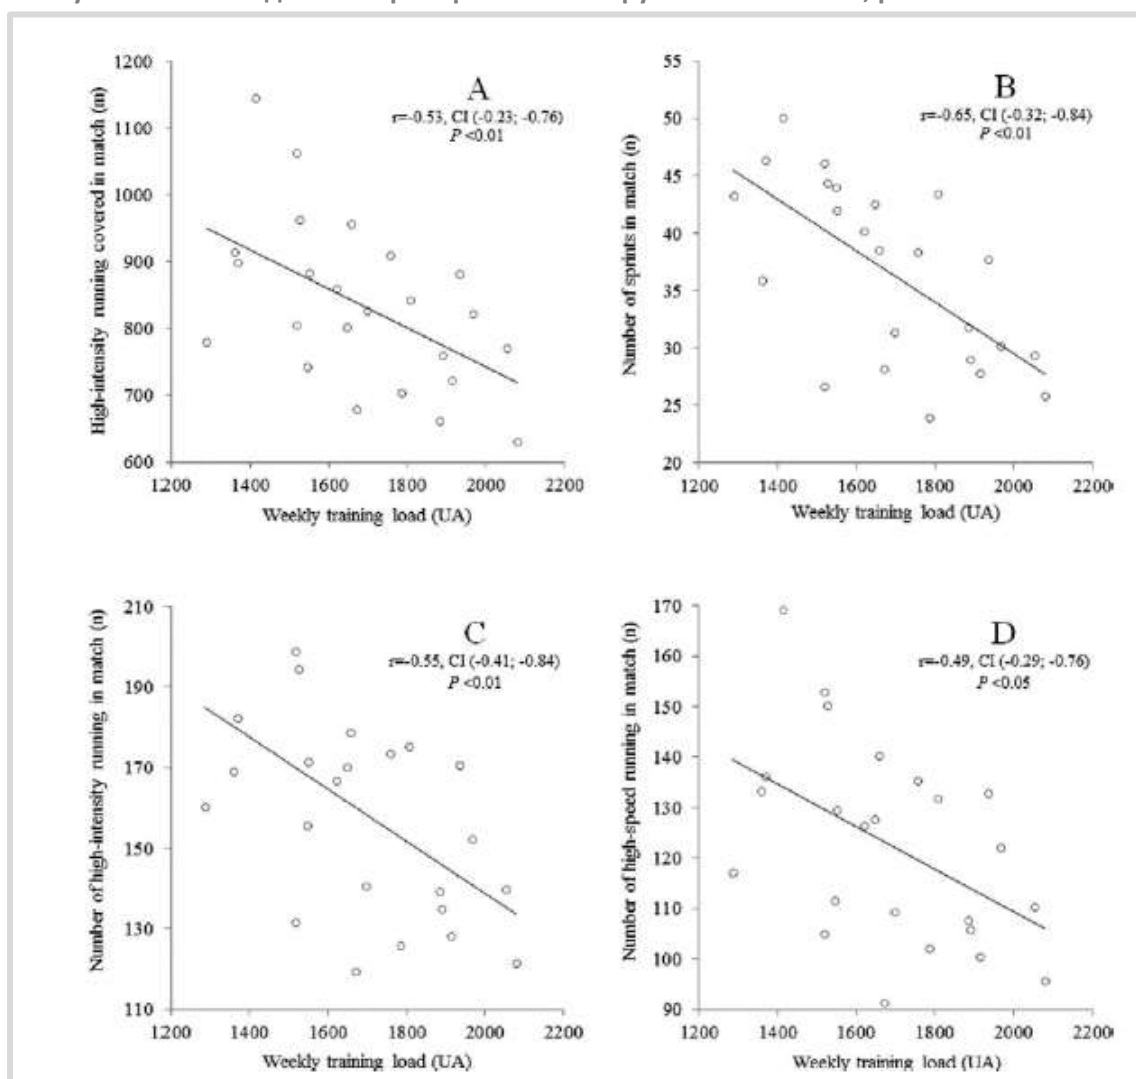 A
r=-0.53, CI (-0.23; -0.76)
P <0.01
High-intensity running covered in match (m)
1200
1100
1000
900
800
700
600
1200 1400 1600 1800 2000 2200
Weekly training load (UA)
B
r=-0.65, CI (-0.32; -0.84)
P <0.01
Number of sprints in match (n)
55
50
45
40
35
30
25
20
1200 1400 1600 1800 2000 2200
Weekly training load (UA)
C
r=-0.55, CI (-0.41; -0.84)
P <0.01
Number of high-intensity running in match (n)
210
190
170
150
130
110
1200 1400 1600 1800 2000 2200
Weekly training load (UA)
D
r=-0.49, CI (-0.29; -0.76)
P <0.05
Number of high-speed running in match (n)
170
160
150
140
130
120
110
100
90
1200 1400 1600 1800 2000 2200
Weekly training load (UA)